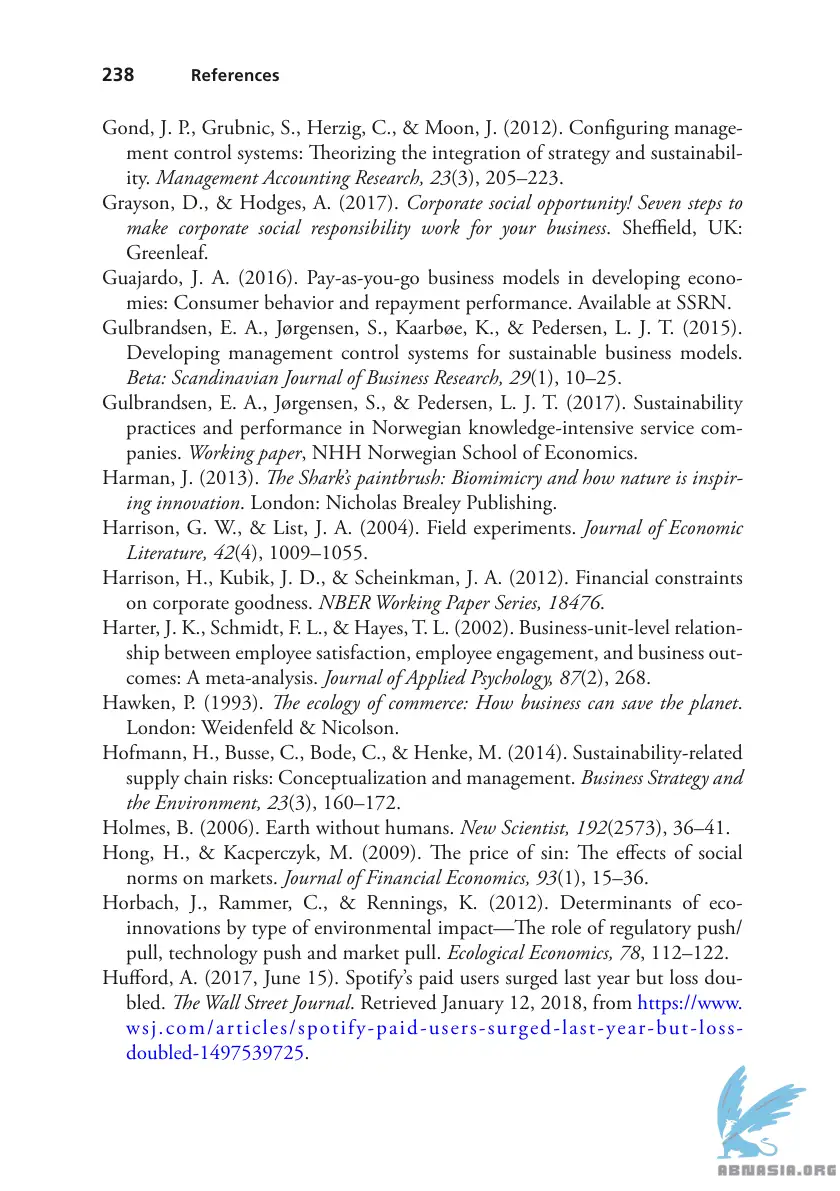 238 References
Gond, J. P., Grubnic, S., Herzig, C., & Moon, J. (2012). Configuring manage-
ment control systems: Theorizing the integration of strategy and sustainabil-
ity. Management Accounting Research, 23(3), 205–223.
Grayson, D., & Hodges, A. (2017). Corporate social opportunity! Seven steps to
make corporate social responsibility work for your business. Sheffield, UK:
Greenleaf.
Guajardo, J. A. (2016). Pay-as-you-go business models in developing econo-
mies: Consumer behavior and repayment performance. Available at SSRN.
Gulbrandsen, E. A., Jørgensen, S., Kaarbøe, K., & Pedersen, L. J. T. (2015).
Developing management control systems for sustainable business models.
Beta: Scandinavian Journal of Business Research, 29(1), 10–25.
Gulbrandsen, E. A., Jørgensen, S., & Pedersen, L. J. T. (2017). Sustainability
practices and performance in Norwegian knowledge-intensive service com-
panies. Working paper, NHH Norwegian School of Economics.
Harman, J. (2013). The Shark’s paintbrush: Biomimicry and how nature is inspir-
ing innovation. London: Nicholas Brealey Publishing.
Harrison, G. W., & List, J. A. (2004). Field experiments. Journal of Economic
Literature, 42(4), 1009–1055.
Harrison, H., Kubik, J. D., & Scheinkman, J. A. (2012). Financial constraints
on corporate goodness. NBER Working Paper Series, 18476.
Harter, J. K., Schmidt, F. L., & Hayes, T. L. (2002). Business-unit-level relation-
ship between employee satisfaction, employee engagement, and business out-
comes: A meta-analysis. Journal of Applied Psychology, 87(2), 268.
Hawken, P. (1993). The ecology of commerce: How business can save the planet.
London: Weidenfeld & Nicolson.
Hofmann, H., Busse, C., Bode, C., & Henke, M. (2014). Sustainability-related
supply chain risks: Conceptualization and management. Business Strategy and
the Environment, 23(3), 160–172.
Holmes, B. (2006). Earth without humans. New Scientist, 192(2573), 36–41.
Hong, H., & Kacperczyk, M. (2009). The price of sin: The effects of social
norms on markets. Journal of Financial Economics, 93(1), 15–36.
Horbach, J., Rammer, C., & Rennings, K. (2012). Determinants of eco-
innovations by type of environmental impact—The role of regulatory push/
pull, technology push and market pull. Ecological Economics, 78, 112–122.
Hufford, A. (2017, June 15). Spotify’s paid users surged last year but loss dou-
bled. The Wall Street Journal. Retrieved January 12, 2018, from https://www.
wsj.com/articles/spotify-paid-users-surged-last-year-but-loss-
doubled-1497539725.
ABNASIA.ORG